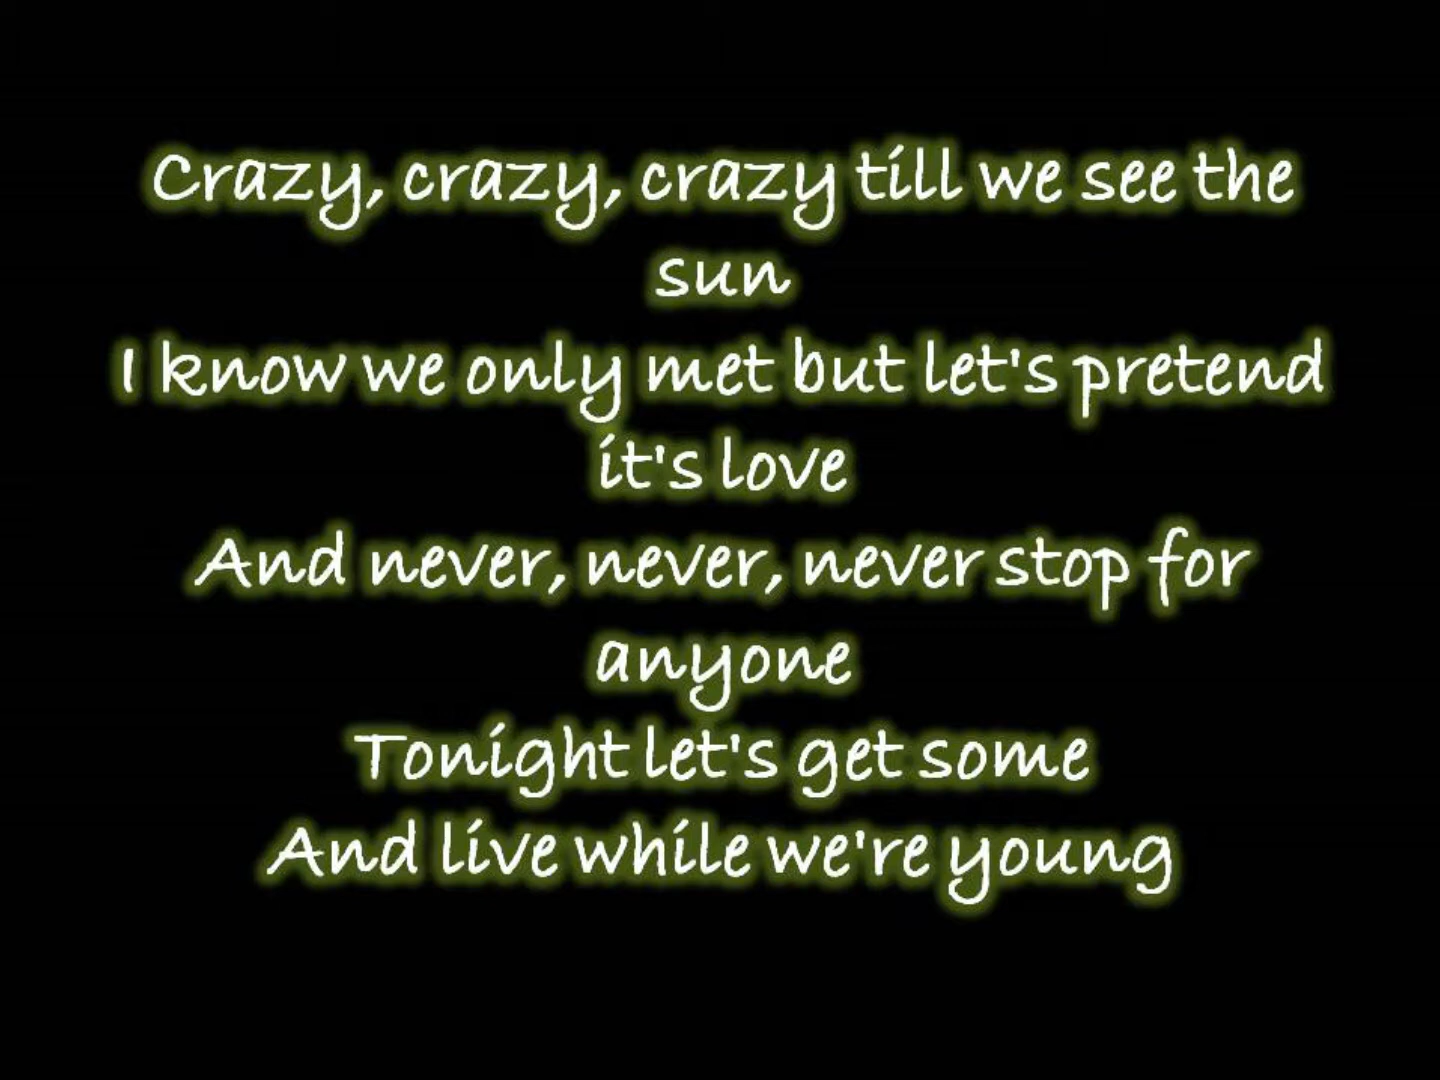 Crazy, crazy, crazy till we see the
sun
I know we only met but let's pretend
it's love
And never, never, never stop for
anyone
Tonight let's get some
And live while we're young